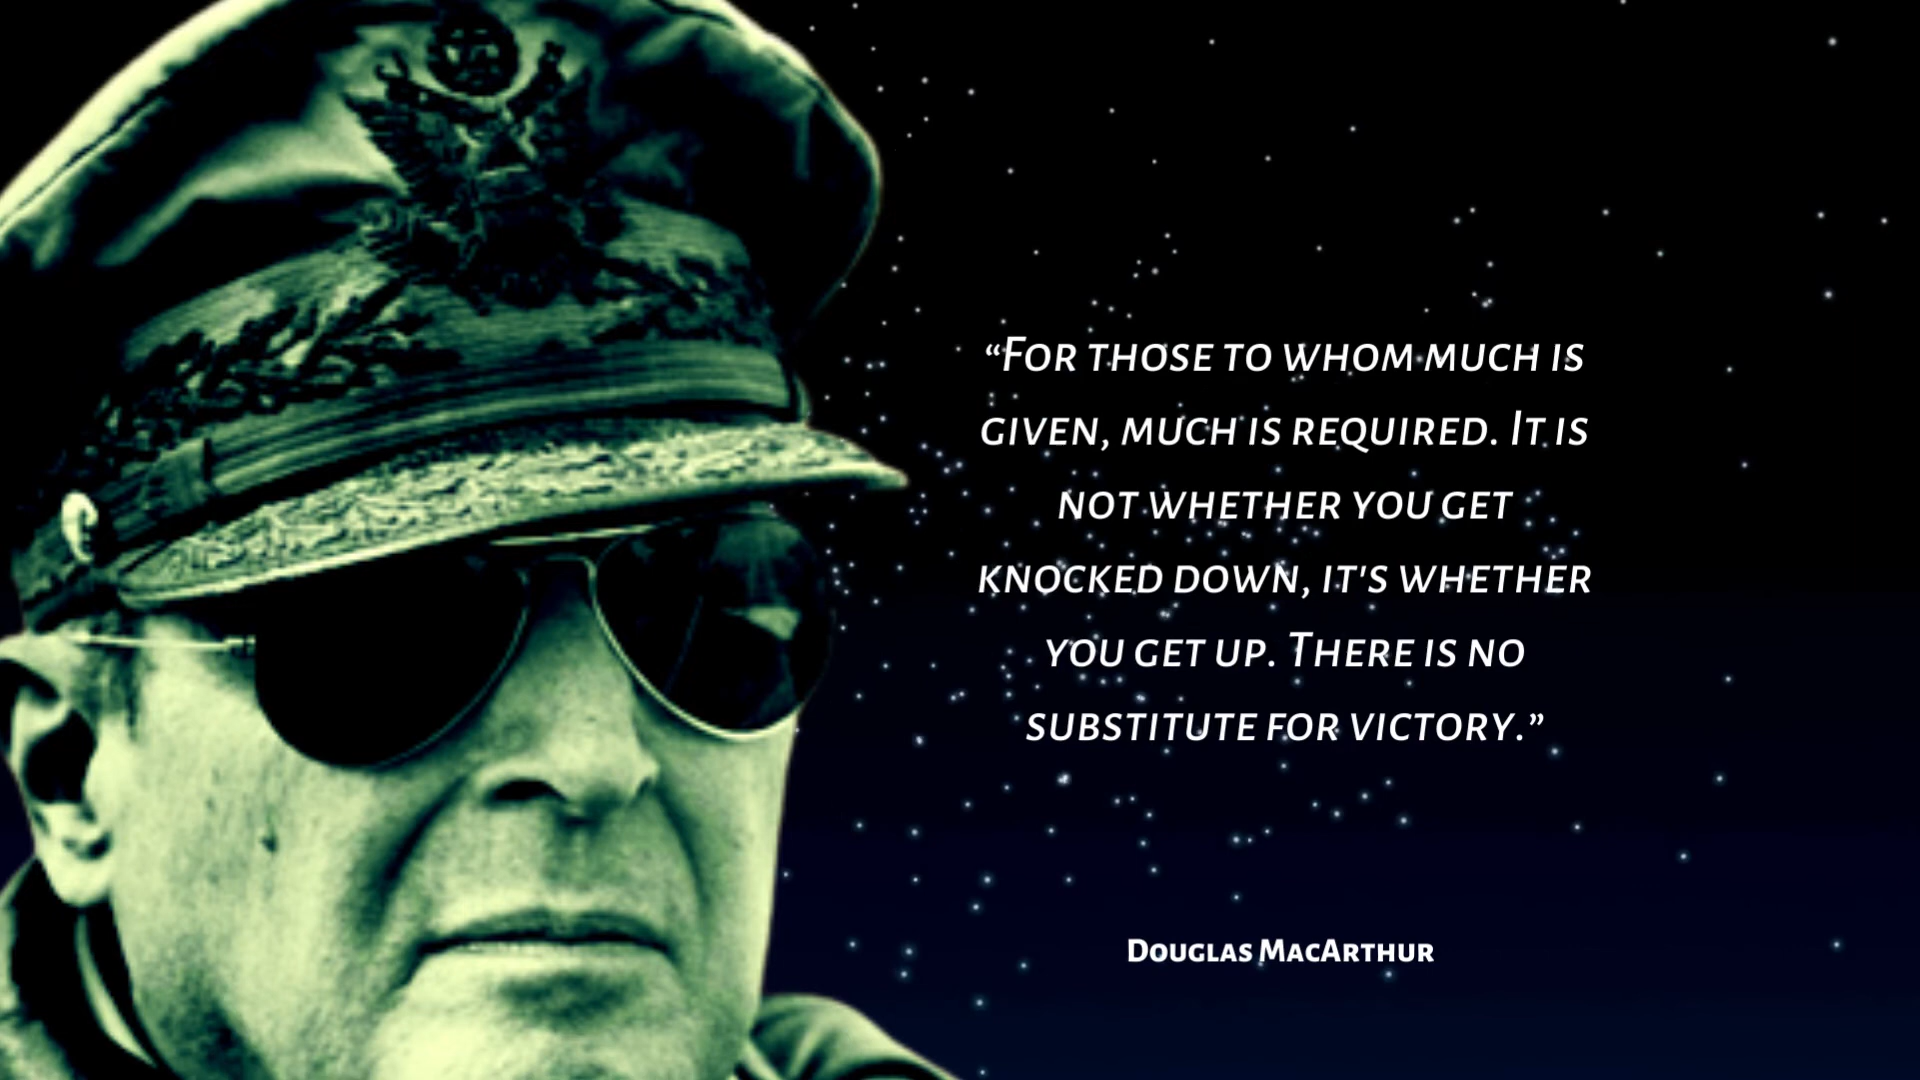 “For those to whom much is
given, much is required. It is
not whether you get
knocked down, it's whether
you get up. There is no
substitute for victory.”
Douglas MacArthur